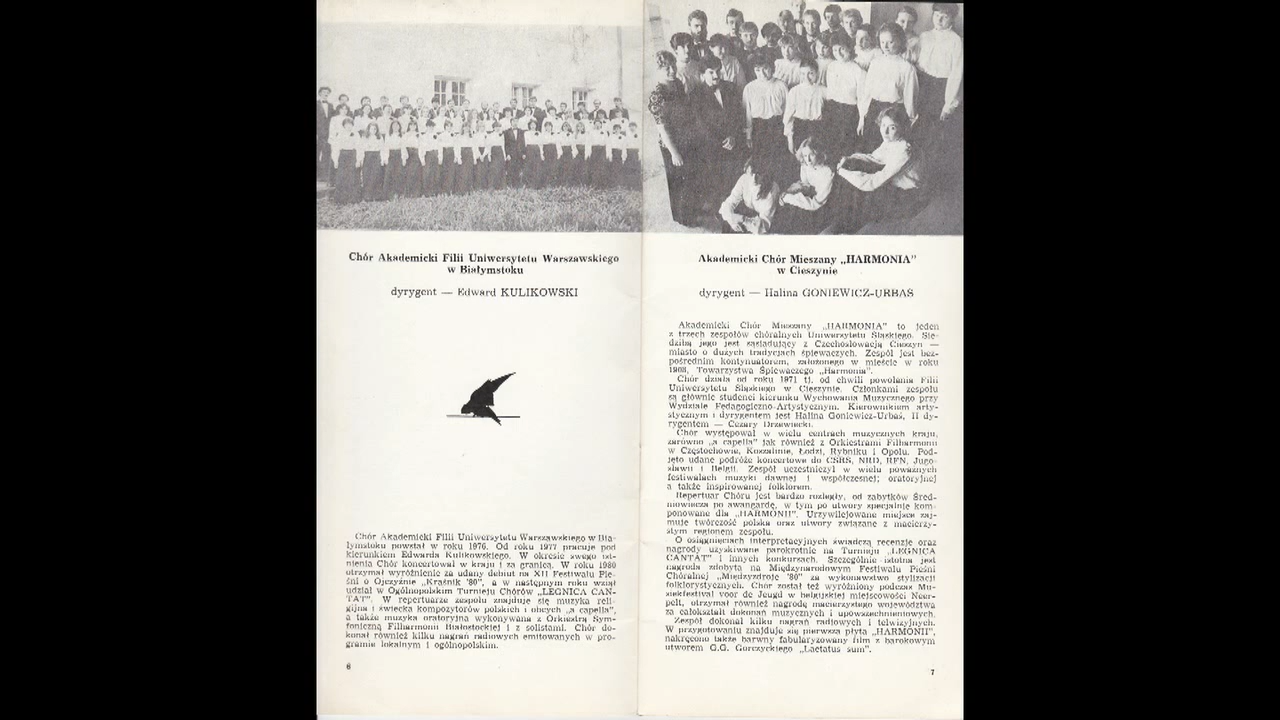 Chór Akademicki Filii Uniwersytetu Warszawskiego
w Białymstoku
dyrygent — Edward KULIKOWSKI
Chór Akademicki Filii Uniwersytetu Warszawskiego w Bia-
łymstoku powstał w roku 1976. Od roku 1977 pracuje pod
kierunkiem Edwarda Kulikowskiego. W okresie swego ist-
nienia Chór koncertował w kraju i za granicą. W roku 1980
otrzymał wyróżnienie za udany debiut na XII Festiwalu Pie-
śni o Ojczyźnie „Kraśnik '80", a w następnym roku wziął
udział w Ogólnopolskim Turnieju Chórów „LEGNICA CAN-
TAT". W repertuarze zespołu znajduje się muzyka reli-
gijna i świecka kompozytorów polskich i obcych „a capella",
a także muzyka oratoryjna wykonywana z Orkiestrą Sym-
foniczną Filharmonii Białostockiej i z solistami. Chór do-
konał również kilku nagrań radiowych emitowanych w pro-
gramie lokalnym i ogólnopolskim.
6
Akademicki Chór Mieszany „HARMONIA"
w Cieszynie
dyrygent — Halina GONIEWICZ-URBAŚ
Akademicki Chór Mieszany „HARMONIA" to jeden
z trzech zespołów chóralnych Uniwersytetu Śląskiego. Sie-
dzibą jego jest sąsiadujący z Czechosłowacją Cieszyn —
miasto o dużych tradycjach śpiewaczych. Zespół jest bez-
pośrednim kontynuatorem, założonego w mieście w roku
1903, Towarzystwa Śpiewaczego „Harmonia".
Chór działa od roku 1971 tj. od chwili powołania Filii
Uniwersytetu Śląskiego w Cieszynie. Członkami zespołu
są głównie studenci kierunku Wychowania Muzycznego przy
Wydziale Pedagogiczno-Artystycznym. Kierownikiem arty-
stycznym i dyrygentem jest Halina Goniewicz-Urbaś, II dy-
rygentem — Cezary Drzewiecki.
Chór występował w wielu centrach muzycznych kraju,
zarówno „a capella" jak również z Orkiestrami Filharmonii
w Częstochowie, Koszalinie, Łodzi, Rybniku i Opolu. Pod-
jęto udane podróże koncertowe do CSRS, NRD, RFN, Jugo-
sławii i Belgii. Zespół uczestniczył w wielu poważnych
festiwalach muzyki dawnej i współczesnej; oratoryjnej
a także inspirowanej folklorem.
Repertuar Chóru jest bardzo rozległy, od zabytków Śred-
niowiecza po awangardę, w tym po utwory specjalnie kom-
ponowane dla „HARMONII". Uprzywilejowane miejsce zaj-
muje twórczość polska oraz utwory związane z macierzy-
stym regionem zespołu.
O osiągnięciach interpretacyjnych świadczą recenzje oraz
nagrody uzyskiwane parokrotnie na Turnieju „LEGNICA
CANTAT" i innych konkursach. Szczególnie istotna jest
nagroda zdobyta na Międzynarodowym Festiwalu Pieśni
Chóralnej „Międzyzdroje '80" za wykonawstwo stylizacji
folklorystycznych. Chór został też wyróżniony podczas Mu-
siekfestival voor de Jeugd w belgijskiej miejscowości Neer-
pelt, otrzymał również nagrodę macierzystego województwa
za całokształt dokonań muzycznych i upowszechnieniowych.
Zespół dokonał kilku nagrań radiowych i telewizyjnych.
W przygotowaniu znajduje się pierwsza płyta „HARMONII",
nakręcono także barwny fabularyzowany film z barokowym
utworem G.G. Gorczyckiego „Laetatus sum".
7